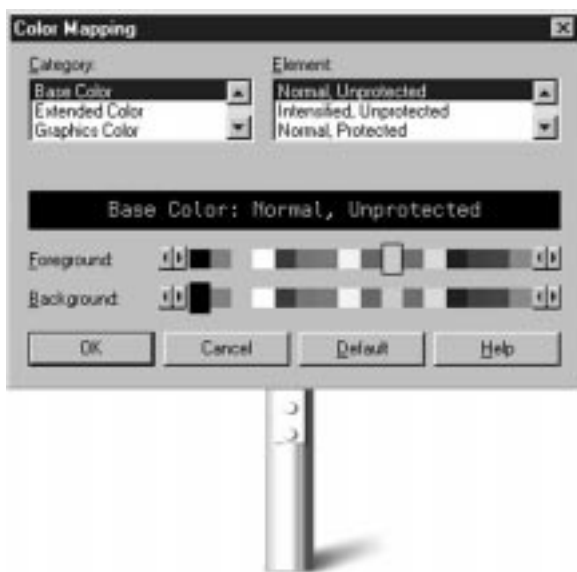 Color Mapping
Category: Element:
Base Color Normal, Unprotected
Extended Color Intensified, Unprotected
Graphics Color Normal, Protected
Base Color: Normal, Unprotected
Foreground:
Background:
OK Cancel Default Help